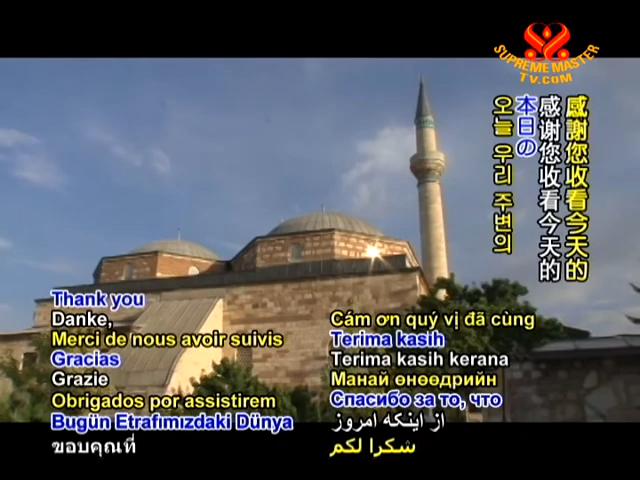 SUPREME MASTER
TV.COM
感謝您收看今天的
感谢您收看今天的
本日の
오늘 우리 주변의
Thank you
Danke,
Merci de nous avoir suivis
Gracias
Grazie
Obrigados por assistirem
Bugün Etrafımızdaki Dünya
ขอบคุณที่
Cám ơn quý vị đã cùng
Terima kasih
Terima kasih kerana
Манай өнөөдрийн
Спасибо за то, что
از اینکه امروز
شكرا لكم